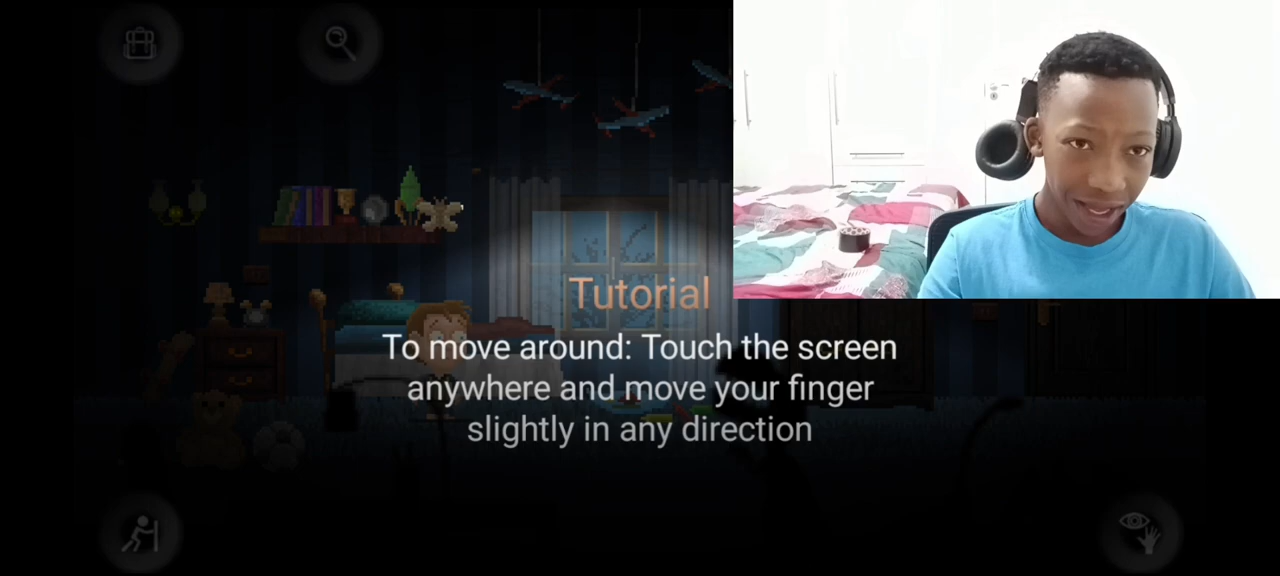 Tutorial
To move around: Touch the screen
anywhere and move your finger
slightly in any direction